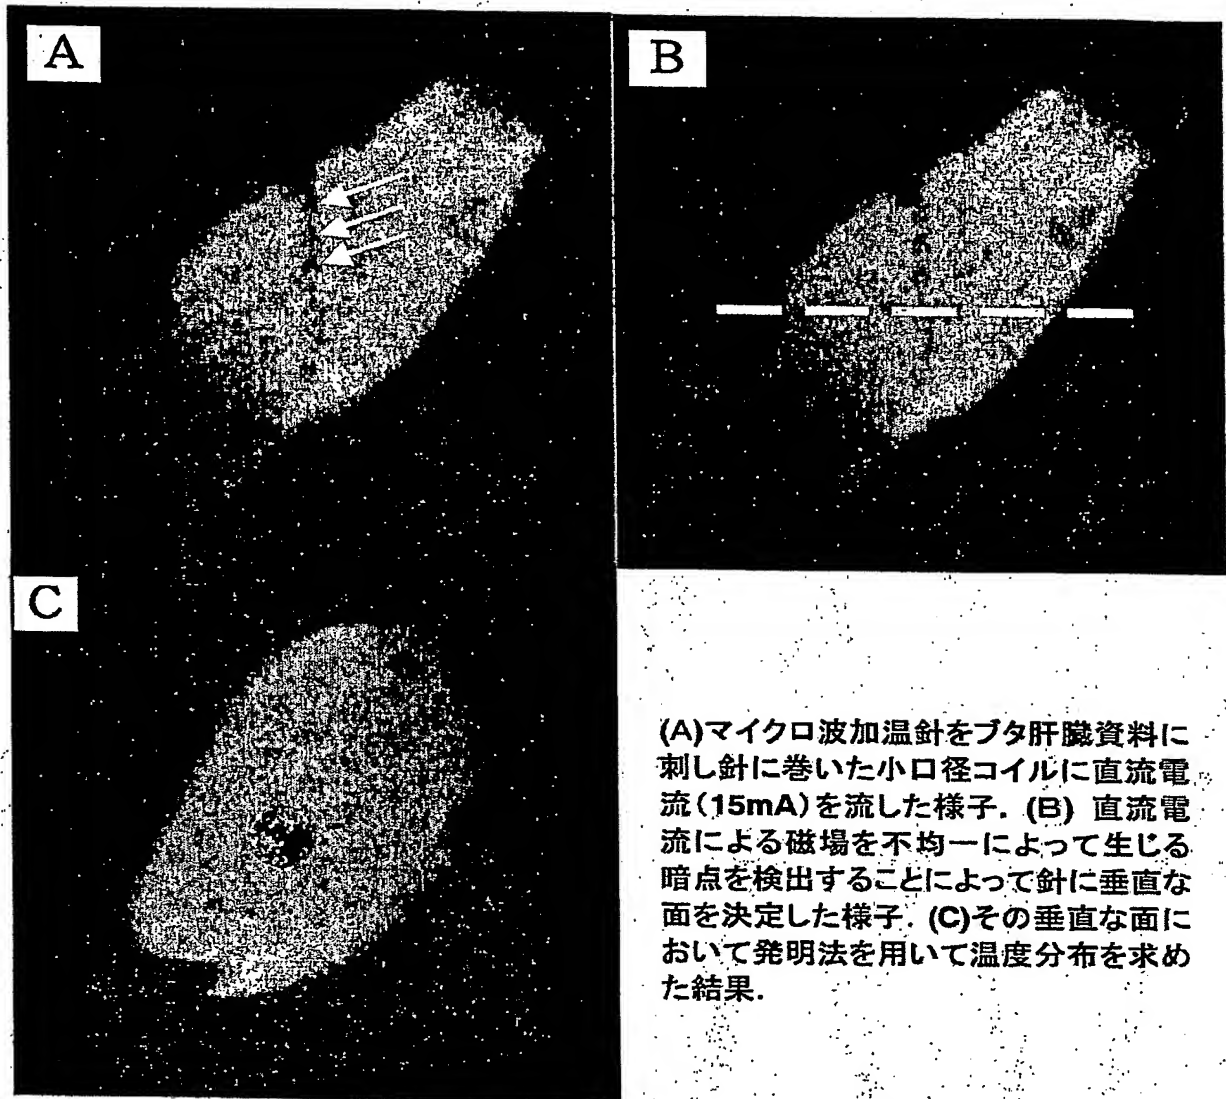 A
B
C
(A)マイクロ波加温針をブタ肝臓資料に
刺し針に巻いた小口径コイルに直流電
流(15mA)を流した様子. (B) 直流電
流による磁場を不均一によって生じる
暗点を検出することによって針に垂直な
面を決定した様子. (C)その垂直な面に
おいて発明法を用いて温度分布を求め
た結果.